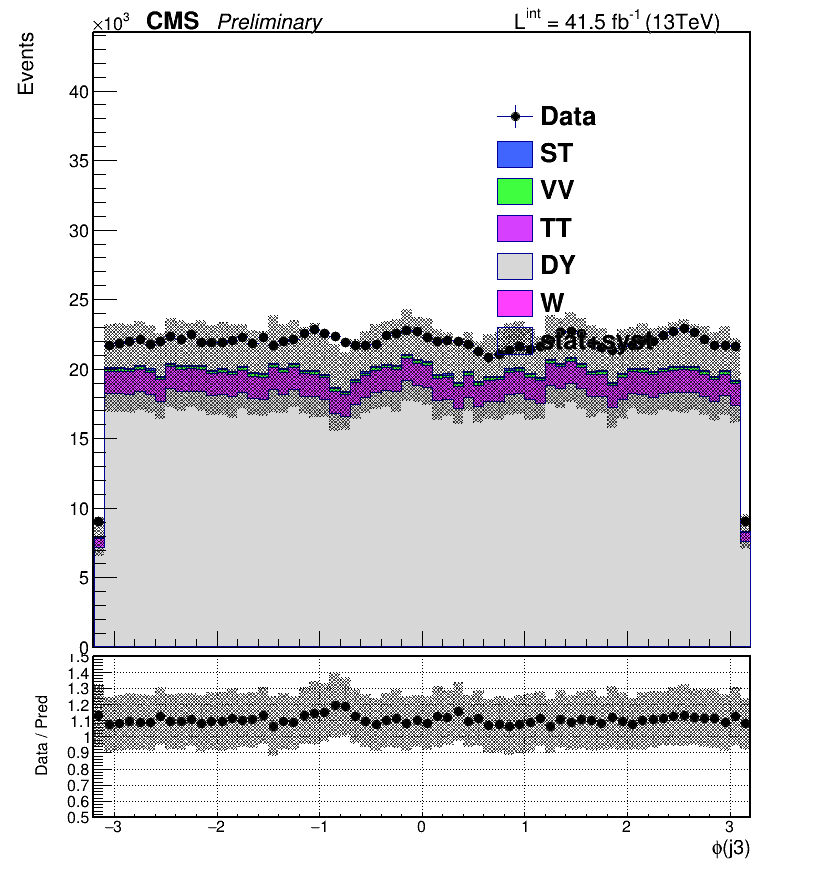 ×10³ CMS Preliminary L^int = 41.5 fb⁻¹ (13TeV)
Events
40
35
30
25
20
15
10
5
0
Data
ST
VV
TT
DY
W
stat+syst
Data / Pred
1.5
1.4
1.3
1.2
1.1
1
0.9
0.8
0.7
0.6
0.5
−3 −2 −1 0 1 2 3
ϕ(j3)